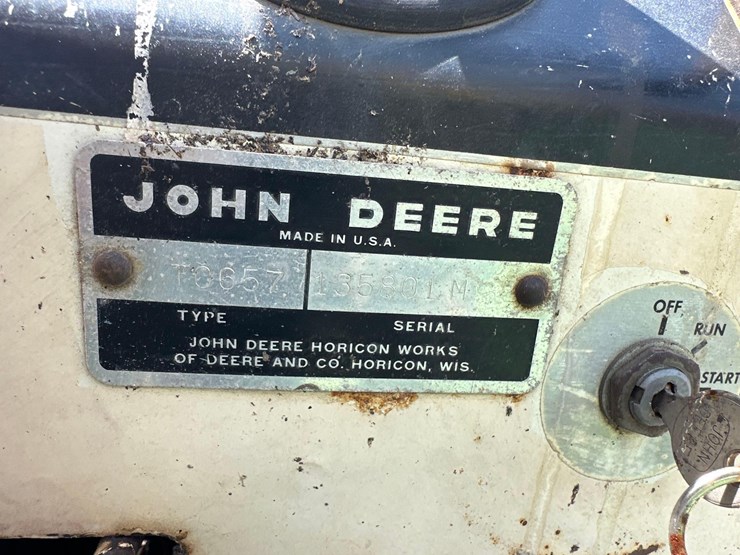 JOHN DEERE
MADE IN U.S.A.
TYPE SERIAL
JOHN DEERE HORICON WORKS
OF DEERE AND CO. HORICON, WIS.
OFF
RUN
START
JOHN